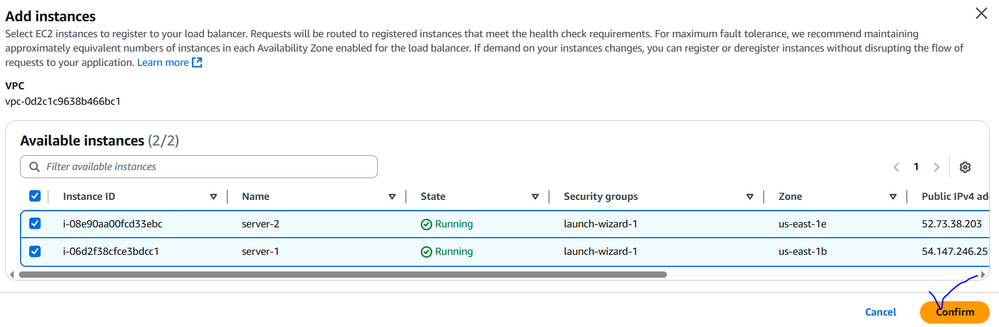 Add instances
Select EC2 instances to register to your load balancer. Requests will be routed to registered instances that meet the health check requirements. For maximum fault tolerance, we recommend maintaining
approximately equivalent numbers of instances in each Availability Zone enabled for the load balancer. If demand on your instances changes, you can register or deregister instances without disrupting the flow of
requests to your application. Learn more
VPC
vpc-0d2c1c9638b466bc1
Available instances (2/2)
Filter available instances
1
Instance ID Name State Security groups Zone Public IPv4 ad
i-08e90aa00fcd33ebc server-2 Running launch-wizard-1 us-east-1e 52.73.38.203
i-06d2f38cfce3bdcc1 server-1 Running launch-wizard-1 us-east-1b 54.147.246.25
Cancel Confirm